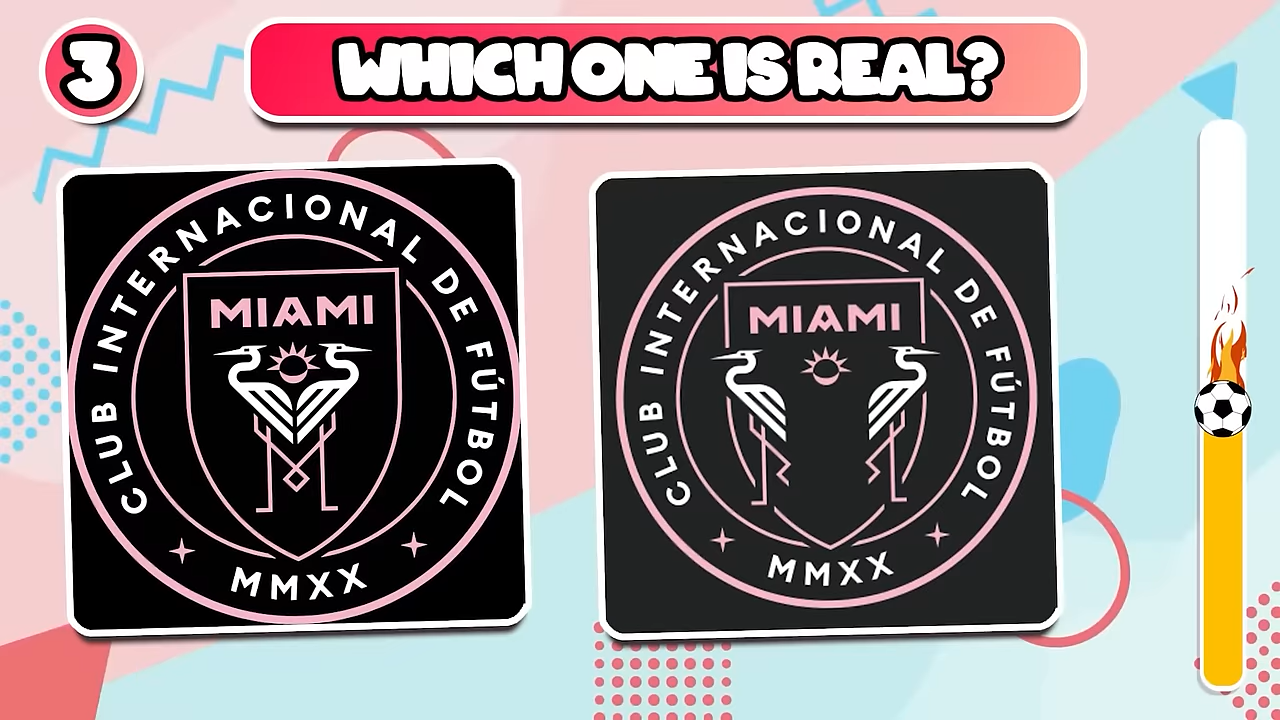 3
WHICH ONE IS REAL?
CLUB INTERNACIONAL DE FÚTBOL
MIAMI
MMXX
CLUB INTERNACIONAL DE FÚTBOL
MIAMI
MMXX